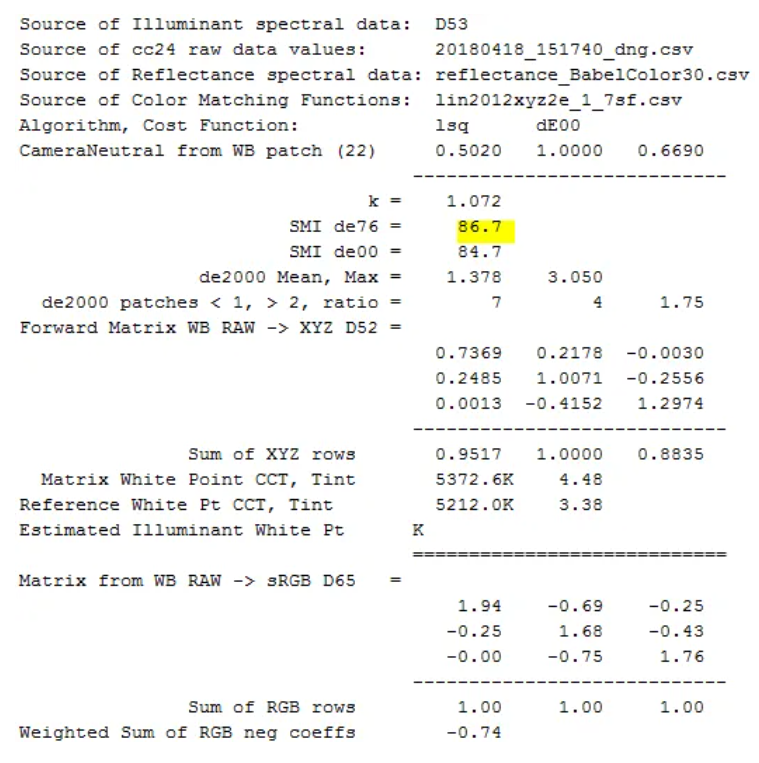 Source of Illuminant spectral data: D53
Source of cc24 raw data values: 20180418_151740_dng.csv
Source of Reflectance spectral data: reflectance_BabelColor30.csv
Source of Color Matching Functions: lin2012xyz2e_1_7sf.csv
Algorithm, Cost Function: lsq dE00
CameraNeutral from WB patch (22) 0.5020 1.0000 0.6690
----------------------------
k = 1.072
SMI de76 = 86.7
SMI de00 = 84.7
de2000 Mean, Max = 1.378 3.050
de2000 patches < 1, > 2, ratio = 7 4 1.75
Forward Matrix WB RAW -> XYZ D52 =
0.7369 0.2178 -0.0030
0.2485 1.0071 -0.2556
0.0013 -0.4152 1.2974
----------------------------
Sum of XYZ rows 0.9517 1.0000 0.8835
Matrix White Point CCT, Tint 5372.6K 4.48
Reference White Pt CCT, Tint 5212.0K 3.38
Estimated Illuminant White Pt K
============================
Matrix from WB RAW -> sRGB D65 =
1.94 -0.69 -0.25
-0.25 1.68 -0.43
-0.00 -0.75 1.76
----------------------------
Sum of RGB rows 1.00 1.00 1.00
Weighted Sum of RGB neg coeffs -0.74